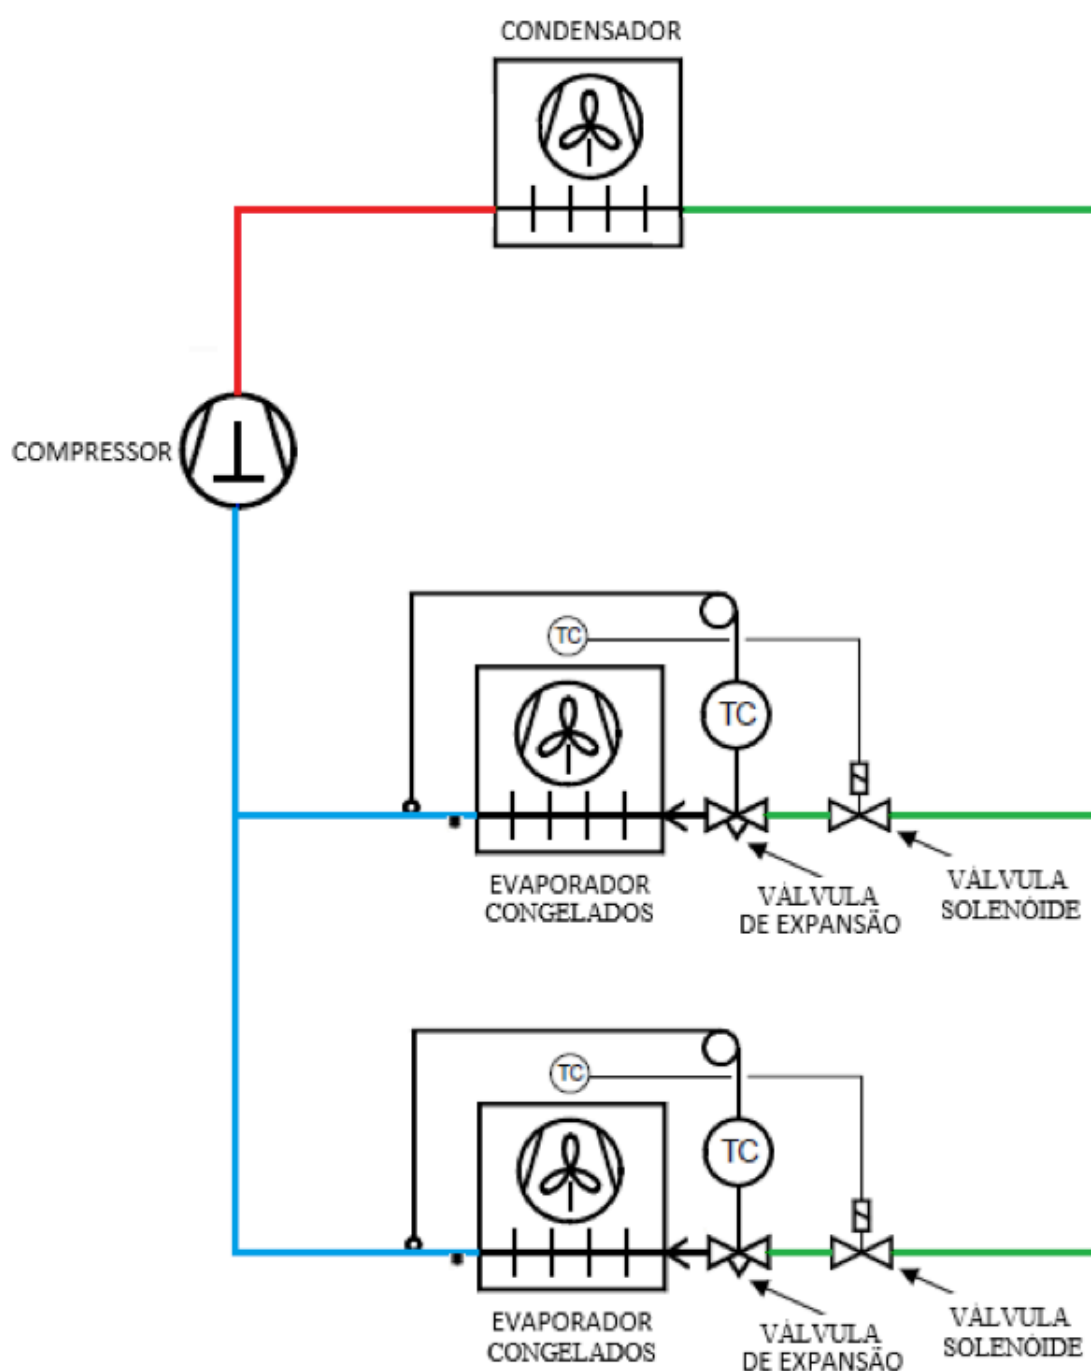 CONDENSADOR
COMPRESSOR
TC
TC
EVAPORADOR
CONGELADOS
VÁLVULA
DE EXPANSÃO
VÁLVULA
SOLENÓIDE
TC
TC
EVAPORADOR
CONGELADOS
VÁLVULA
DE EXPANSÃO
VÁLVULA
SOLENÓIDE